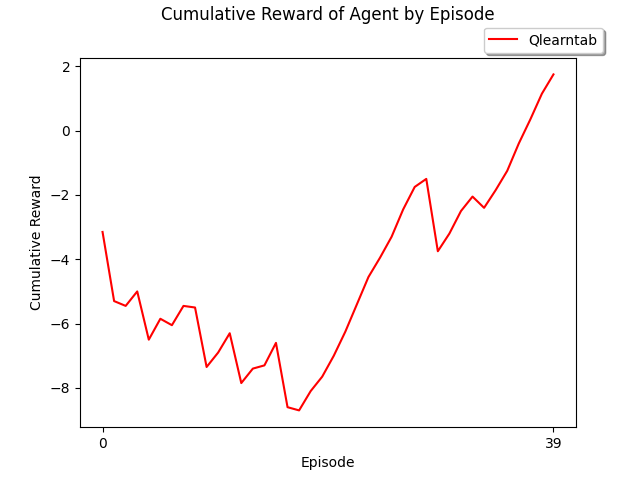 Cumulative Reward of Agent by Episode
Qlearntab
2
0
−2
−4
−6
−8
Cumulative Reward
0
39
Episode